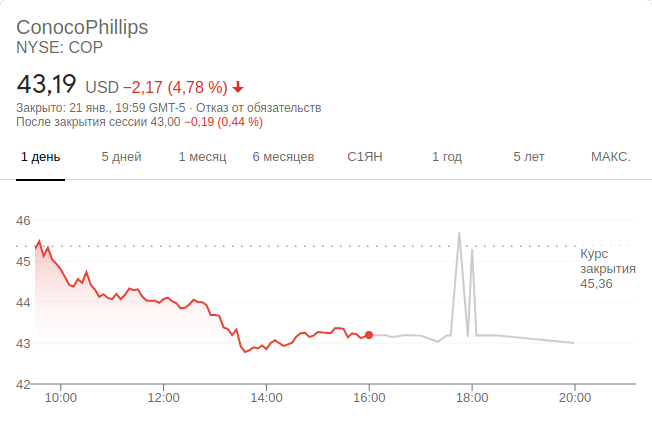 ConocoPhillips
NYSE: COP
43,19 USD −2,17 (4,78 %)
Закрыто: 21 янв., 19:59 GMT-5 · Отказ от обязательств
После закрытия сессии 43,00 −0,19 (0,44 %)
1 день 5 дней 1 месяц 6 месяцев С1ЯН 1 год 5 лет МАКС.
46
45
44
43
42
Курс
закрытия
45,36
10:00 12:00 14:00 16:00 18:00 20:00